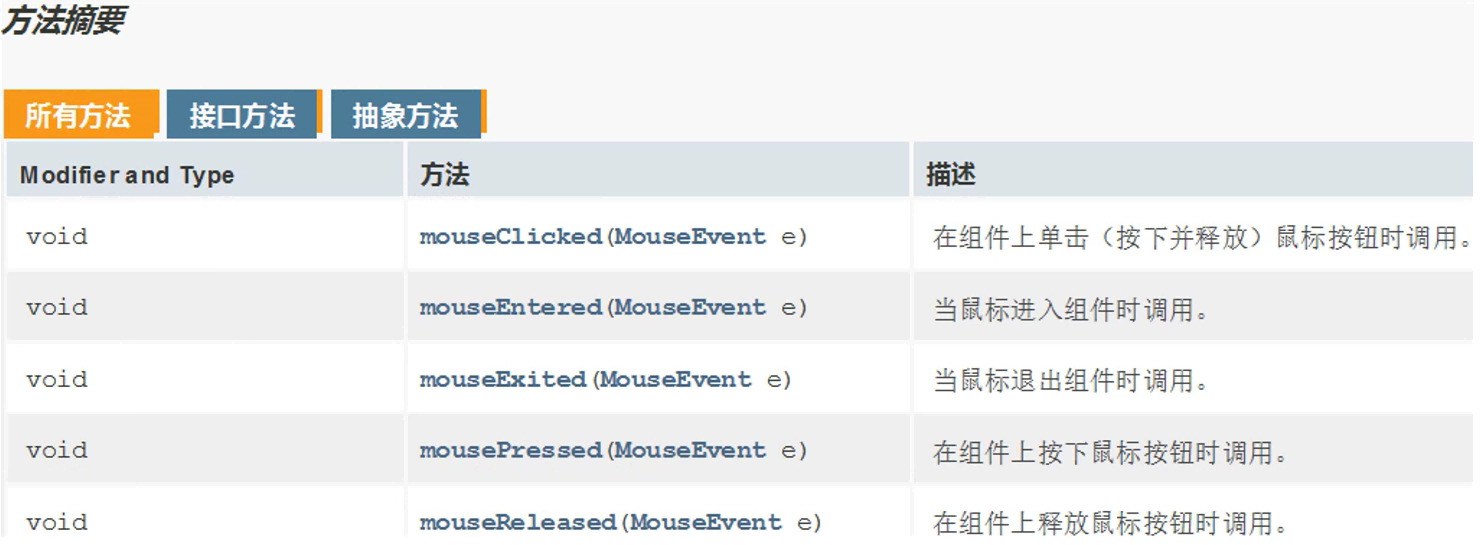 方法摘要
所有方法 接口方法 抽象方法
Modifier and Type 方法 描述
void mouseClicked(MouseEvent e) 在组件上单击（按下并释放）鼠标按钮时调用。
void mouseEntered(MouseEvent e) 当鼠标进入组件时调用。
void mouseExited(MouseEvent e) 当鼠标退出组件时调用。
void mousePressed(MouseEvent e) 在组件上按下鼠标按钮时调用。
void mouseReleased(MouseEvent e) 在组件上释放鼠标按钮时调用。